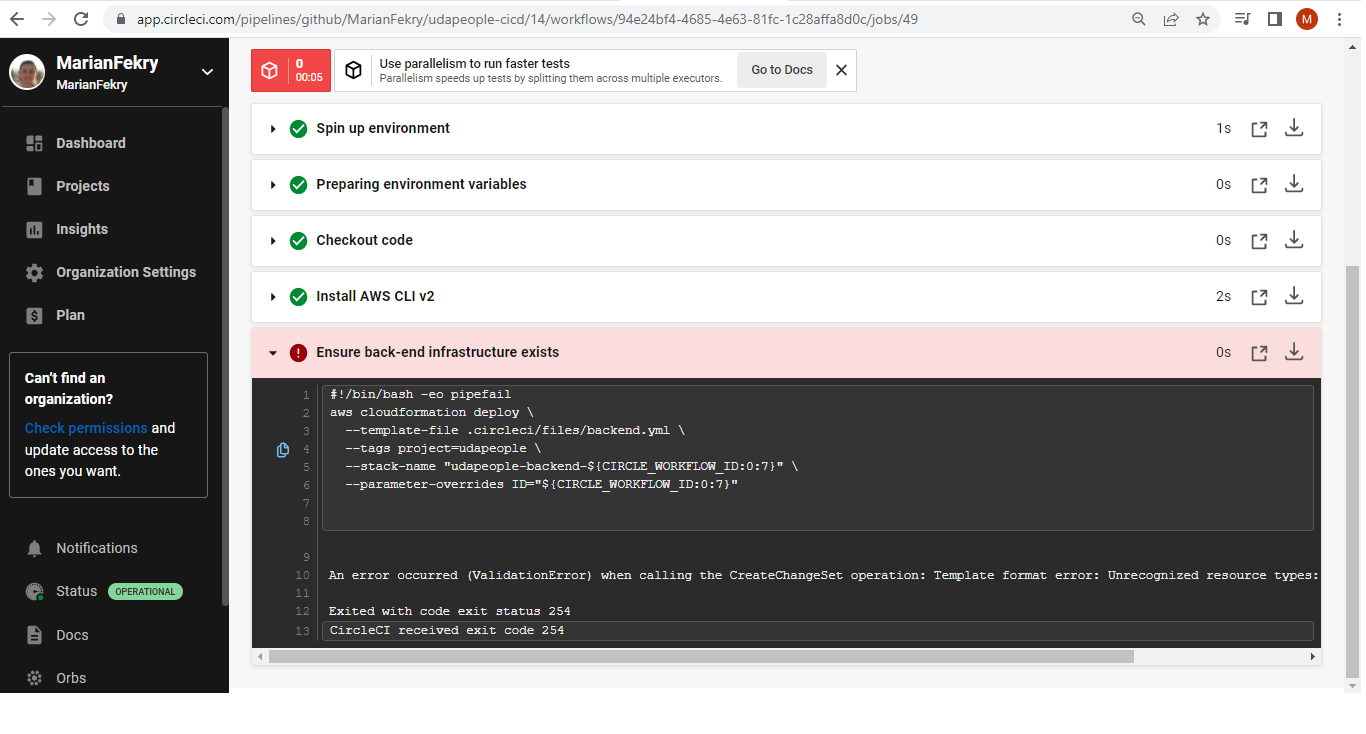 app.circleci.com/pipelines/github/MarianFekry/udapeople-cicd/14/workflows/94e24bf4-4685-4e63-81fc-1c28affa8d0c/jobs/49
M
MarianFekry
MarianFekry
Dashboard
Projects
Insights
Organization Settings
Plan
Can't find an
organization?
Check permissions and
update access to the
ones you want.
Notifications
Status OPERATIONAL
Docs
Orbs
0
00:05
Use parallelism to run faster tests
Parallelism speeds up tests by splitting them across multiple executors.
Go to Docs
Spin up environment 1s
Preparing environment variables 0s
Checkout code 0s
Install AWS CLI v2 2s
Ensure back-end infrastructure exists 0s
1 #!/bin/bash -eo pipefail
2 aws cloudformation deploy \
3 --template-file .circleci/files/backend.yml \
4 --tags project=udapeople \
5 --stack-name "udapeople-backend-${CIRCLE_WORKFLOW_ID:0:7}" \
6 --parameter-overrides ID="${CIRCLE_WORKFLOW_ID:0:7}"
7
8
9
10 An error occurred (ValidationError) when calling the CreateChangeSet operation: Template format error: Unrecognized resource types:
11
12 Exited with code exit status 254
13 CircleCI received exit code 254